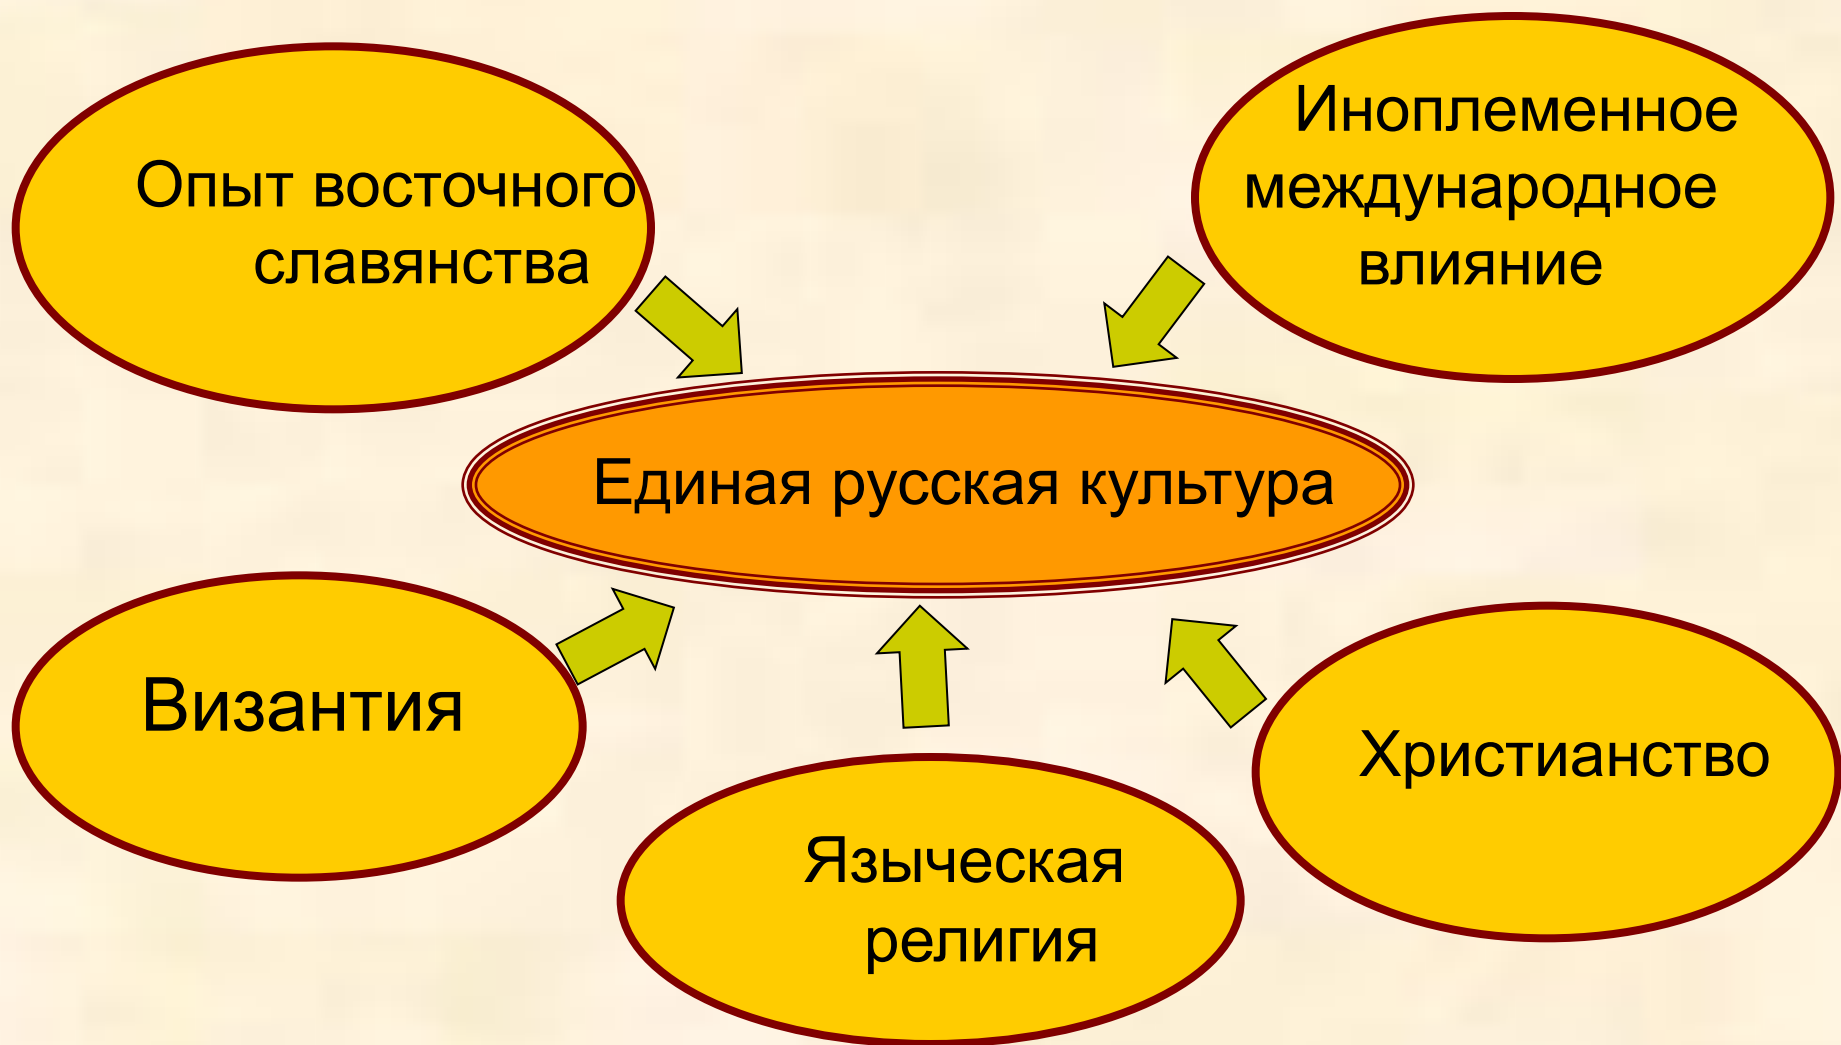 Опыт восточного
славянства
Иноплеменное
международное
влияние
Единая русская культура
Византия
Языческая
религия
Христианство